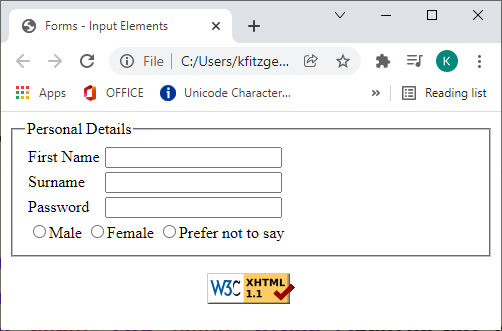 Forms - Input Elements
File | C:/Users/kfitzge...
K
Apps OFFICE Unicode Character... » Reading list
Personal Details
First Name
Surname
Password
Male Female Prefer not to say
W3C XHTML 1.1